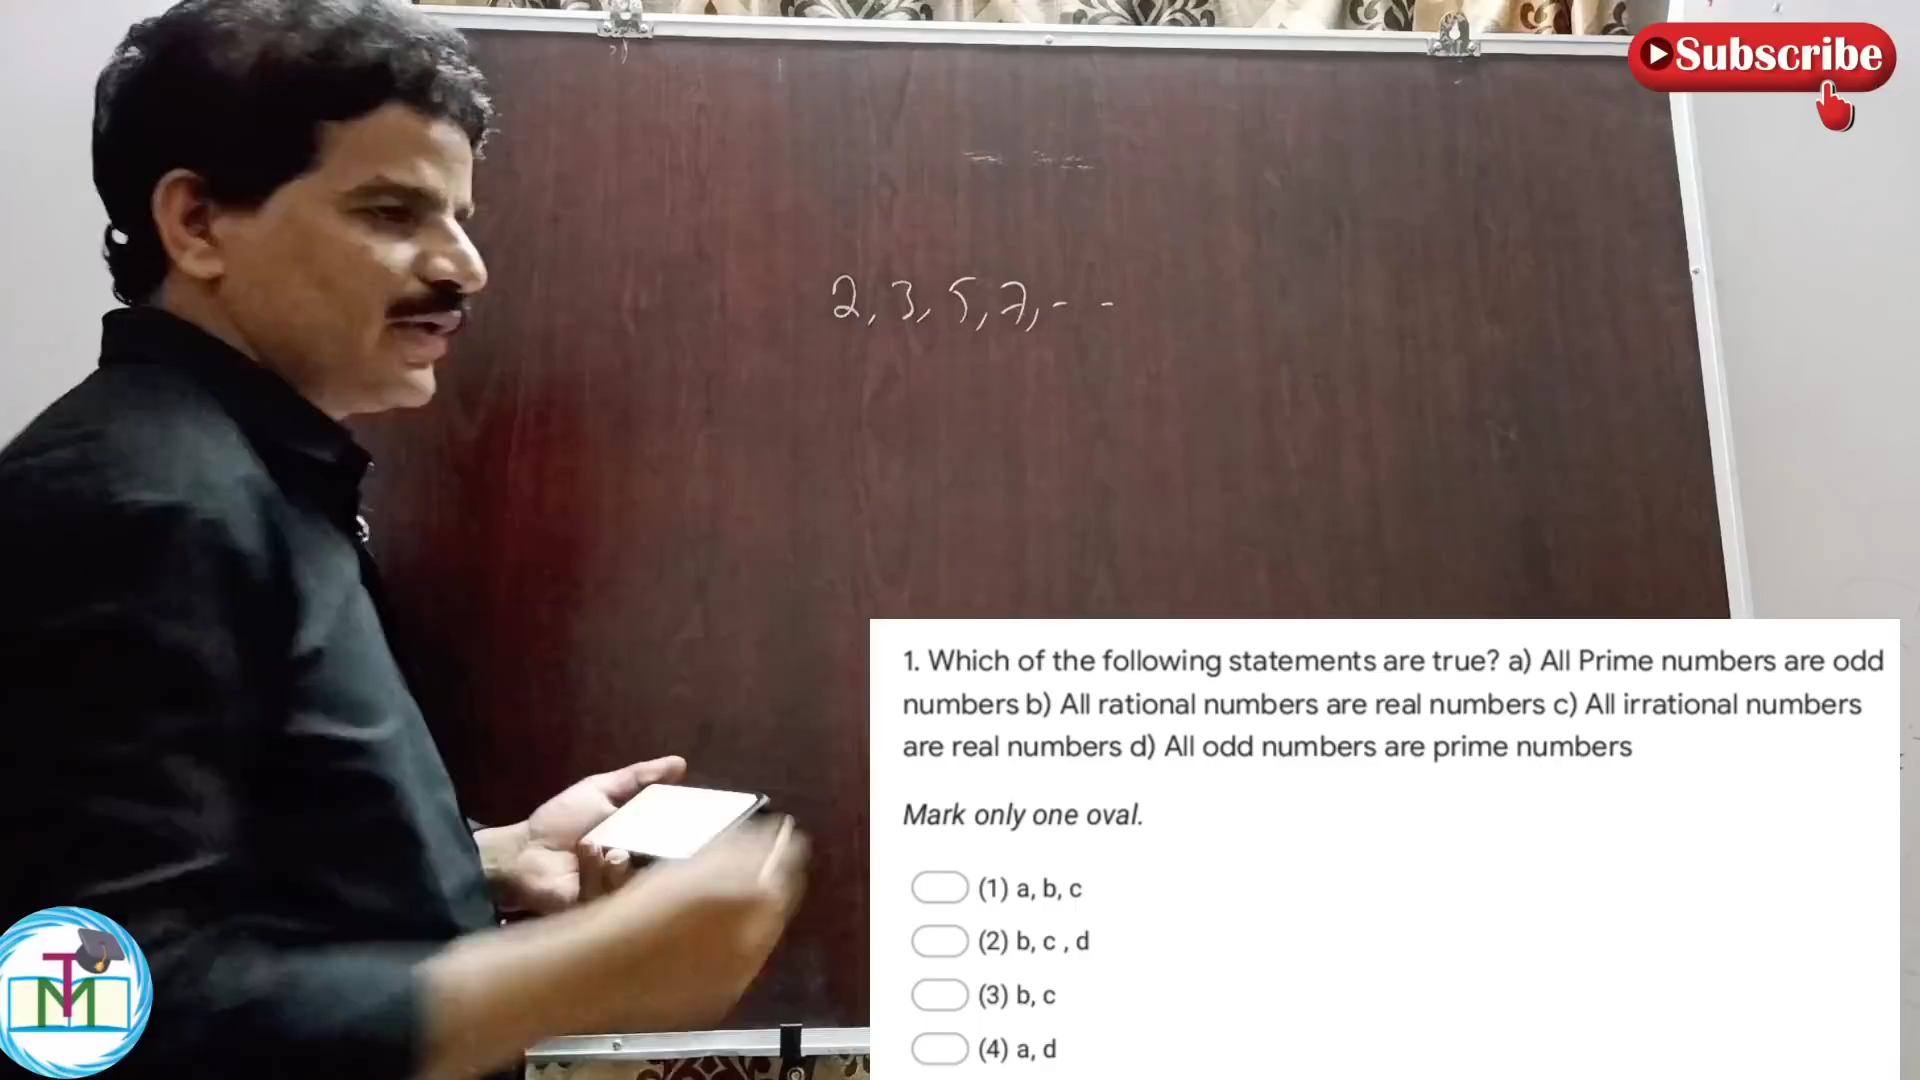 Subscribe
2, 3, 5, 7, - -
1. Which of the following statements are true? a) All Prime numbers are odd
numbers b) All rational numbers are real numbers c) All irrational numbers
are real numbers d) All odd numbers are prime numbers
Mark only one oval.
(1) a, b, c
(2) b, c , d
(3) b, c
(4) a, d
TM